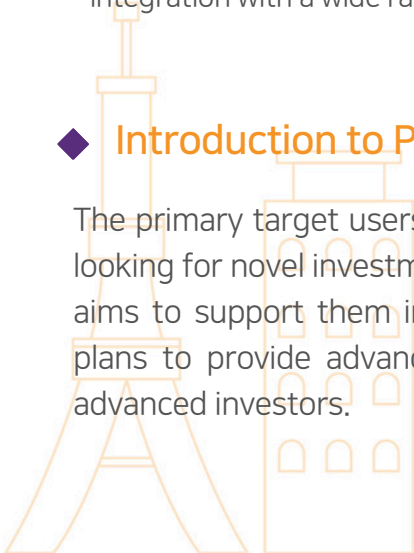 integration with a wide ra
Introduction to P
The primary target users
looking for novel investm
aims to support them in
plans to provide advanc
advanced investors.